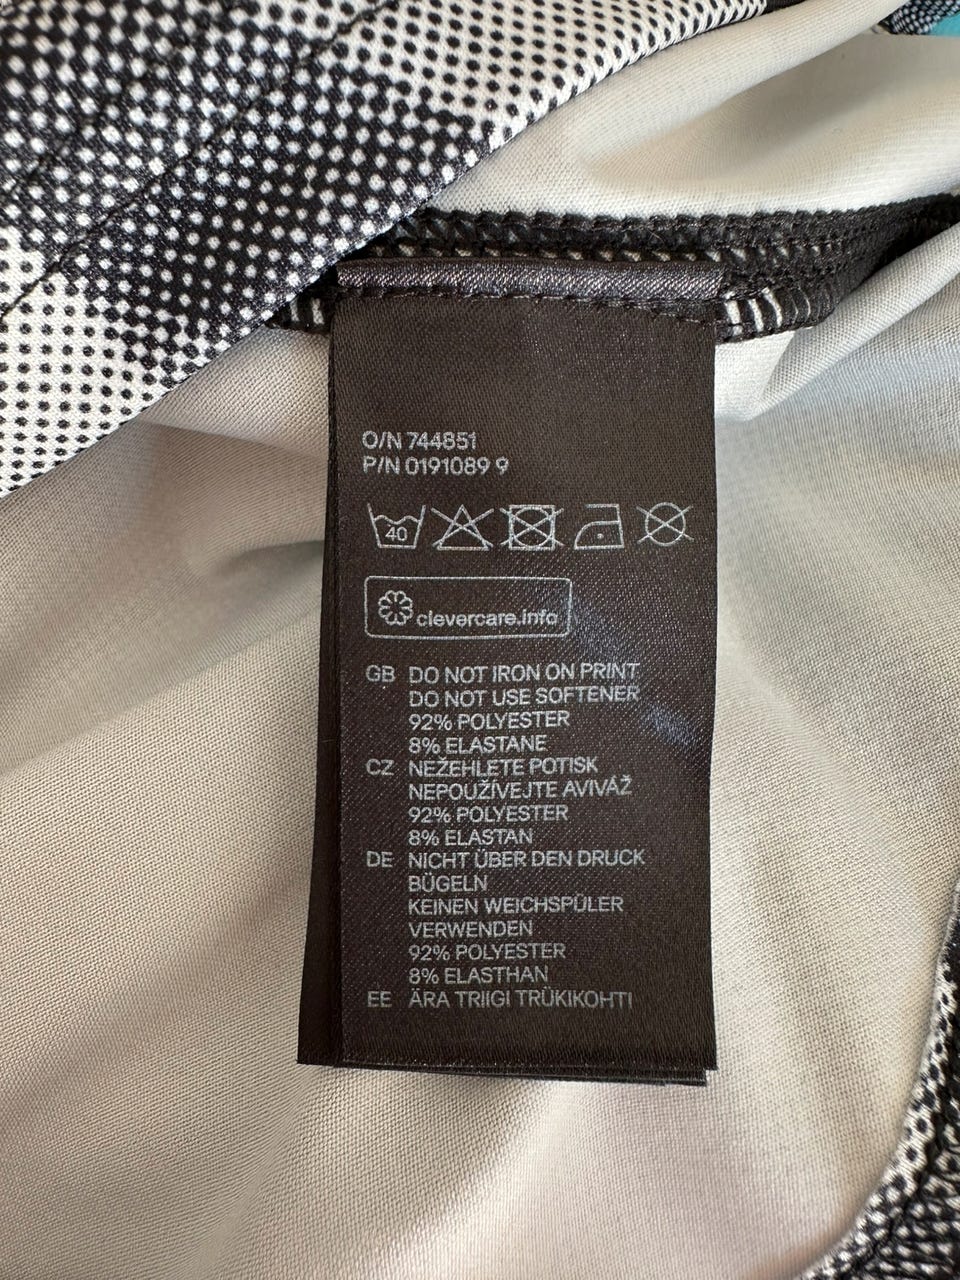 O/N 744851
P/N 0191089 9
40
clevercare.info
GB DO NOT IRON ON PRINT
DO NOT USE SOFTENER
92% POLYESTER
8% ELASTANE
CZ NEŽEHLETE POTISK
NEPOUŽÍVEJTE AVIVÁŽ
92% POLYESTER
8% ELASTAN
DE NICHT ÜBER DEN DRUCK
BÜGELN
KEINEN WEICHSPÜLER
VERWENDEN
92% POLYESTER
8% ELASTHAN
EE ÄRA TRIIGI TRÜKIKOHTI